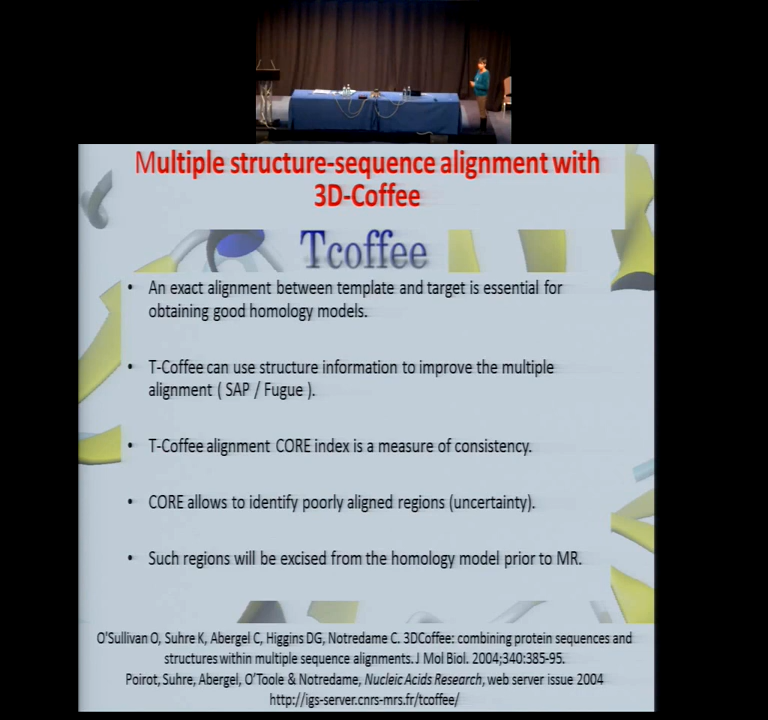 Multiple structure-sequence alignment with
3D-Coffee
Tcoffee
• An exact alignment between template and target is essential for
obtaining good homology models.
• T-Coffee can use structure information to improve the multiple
alignment ( SAP / Fugue ).
• T-Coffee alignment CORE index is a measure of consistency.
• CORE allows to identify poorly aligned regions (uncertainty).
• Such regions will be excised from the homology model prior to MR.
O'Sullivan O, Suhre K, Abergel C, Higgins DG, Notredame C. 3DCoffee: combining protein sequences and
structures within multiple sequence alignments. J Mol Biol. 2004;340:385-95.
Poirot, Suhre, Abergel, O'Toole & Notredame, Nucleic Acids Research, web server issue 2004
http://igs-server.cnrs-mrs.fr/tcoffee/